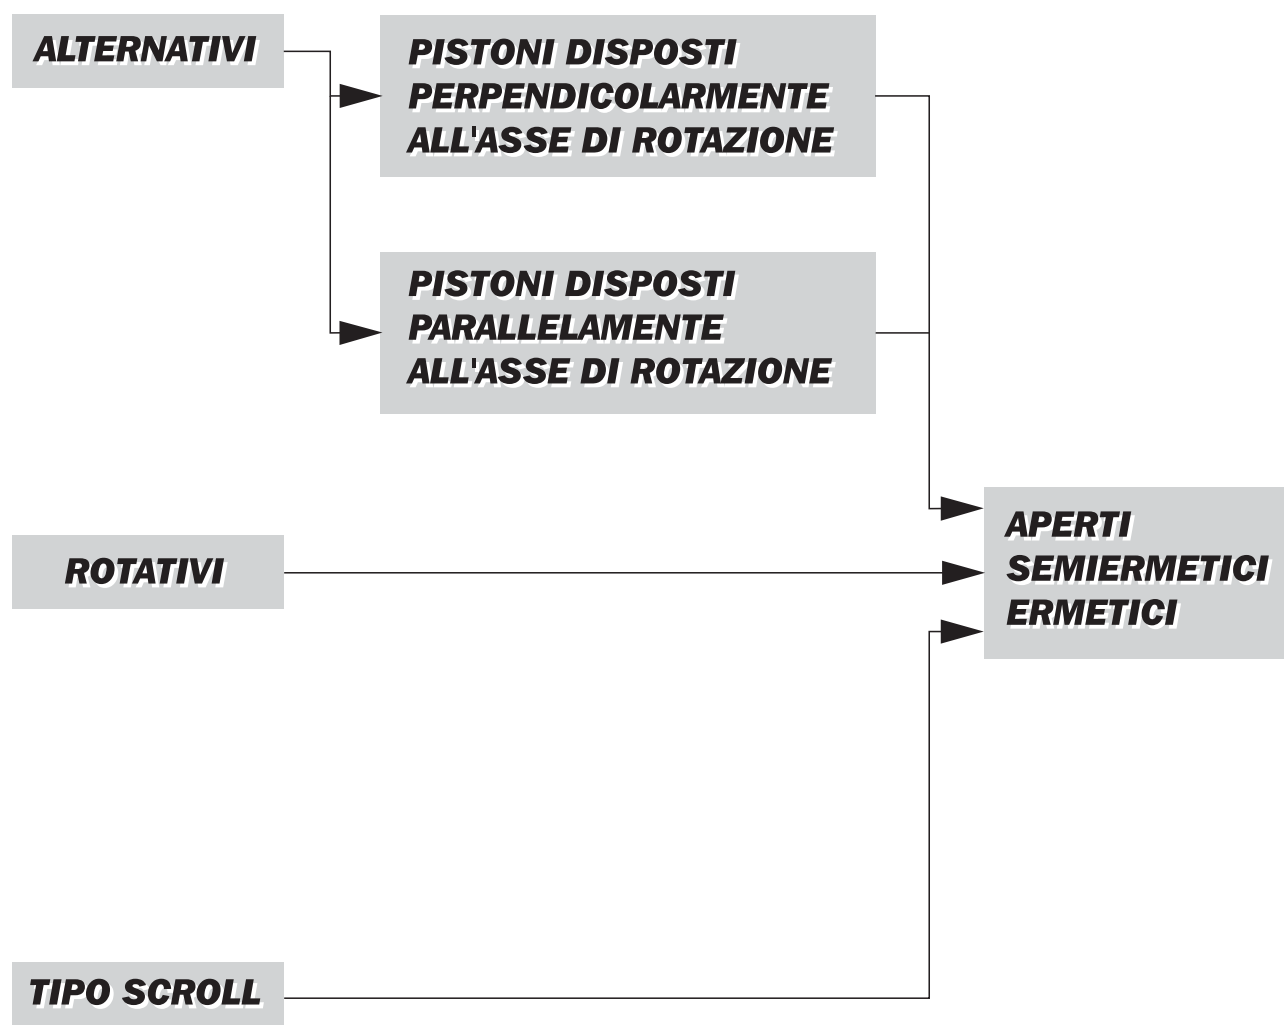 ALTERNATIVI
PISTONI DISPOSTI
PERPENDICOLARMENTE
ALL'ASSE DI ROTAZIONE
PISTONI DISPOSTI
PARALLELAMENTE
ALL'ASSE DI ROTAZIONE
ROTATIVI
APERTI
SEMIERMETICI
ERMETICI
TIPO SCROLL